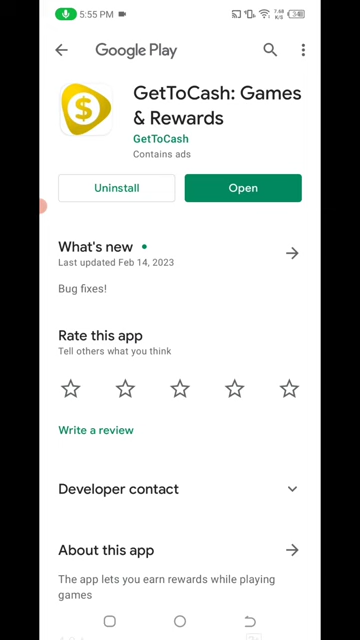 5:55 PM
7.68
K/S
Google Play
GetToCash: Games
& Rewards
GetToCash
Contains ads
Uninstall
Open
What's new
Last updated Feb 14, 2023
Bug fixes!
Rate this app
Tell others what you think
Write a review
Developer contact
About this app
The app lets you earn rewards while playing
games